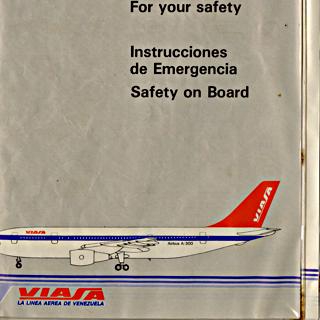 For your safety
Instrucciones
de Emergencia
Safety on Board
VIASA
VIASA
Airbus A-300
VIASA
LA LINEA AEREA DE VENEZUELA